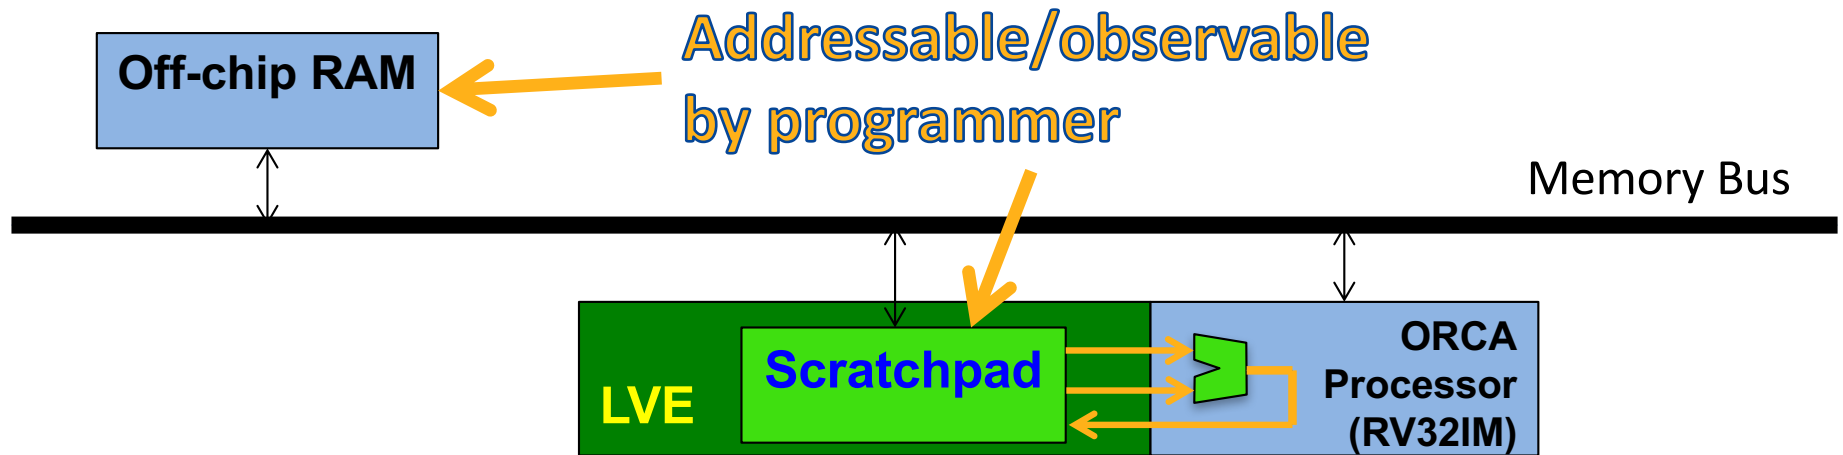 Off-chip RAM
Addressable/observable
by programmer
Memory Bus
LVE
Scratchpad
ORCA
Processor
(RV32IM)